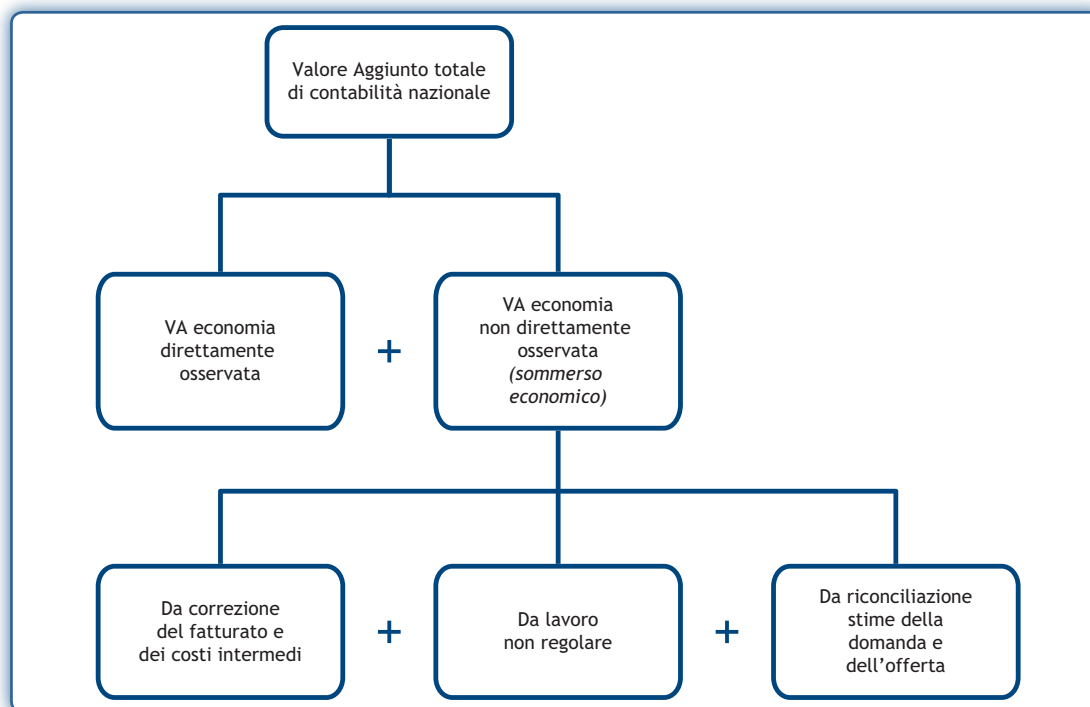 Valore Aggiunto totale
di contabilità nazionale
VA economia
direttamente
osservata
+
VA economia
non direttamente
osservata
(sommerso
economico)
Da correzione
del fatturato e
dei costi intermedi
+
Da lavoro
non regolare
+
Da riconciliazione
stime della
domanda e
dell’offerta